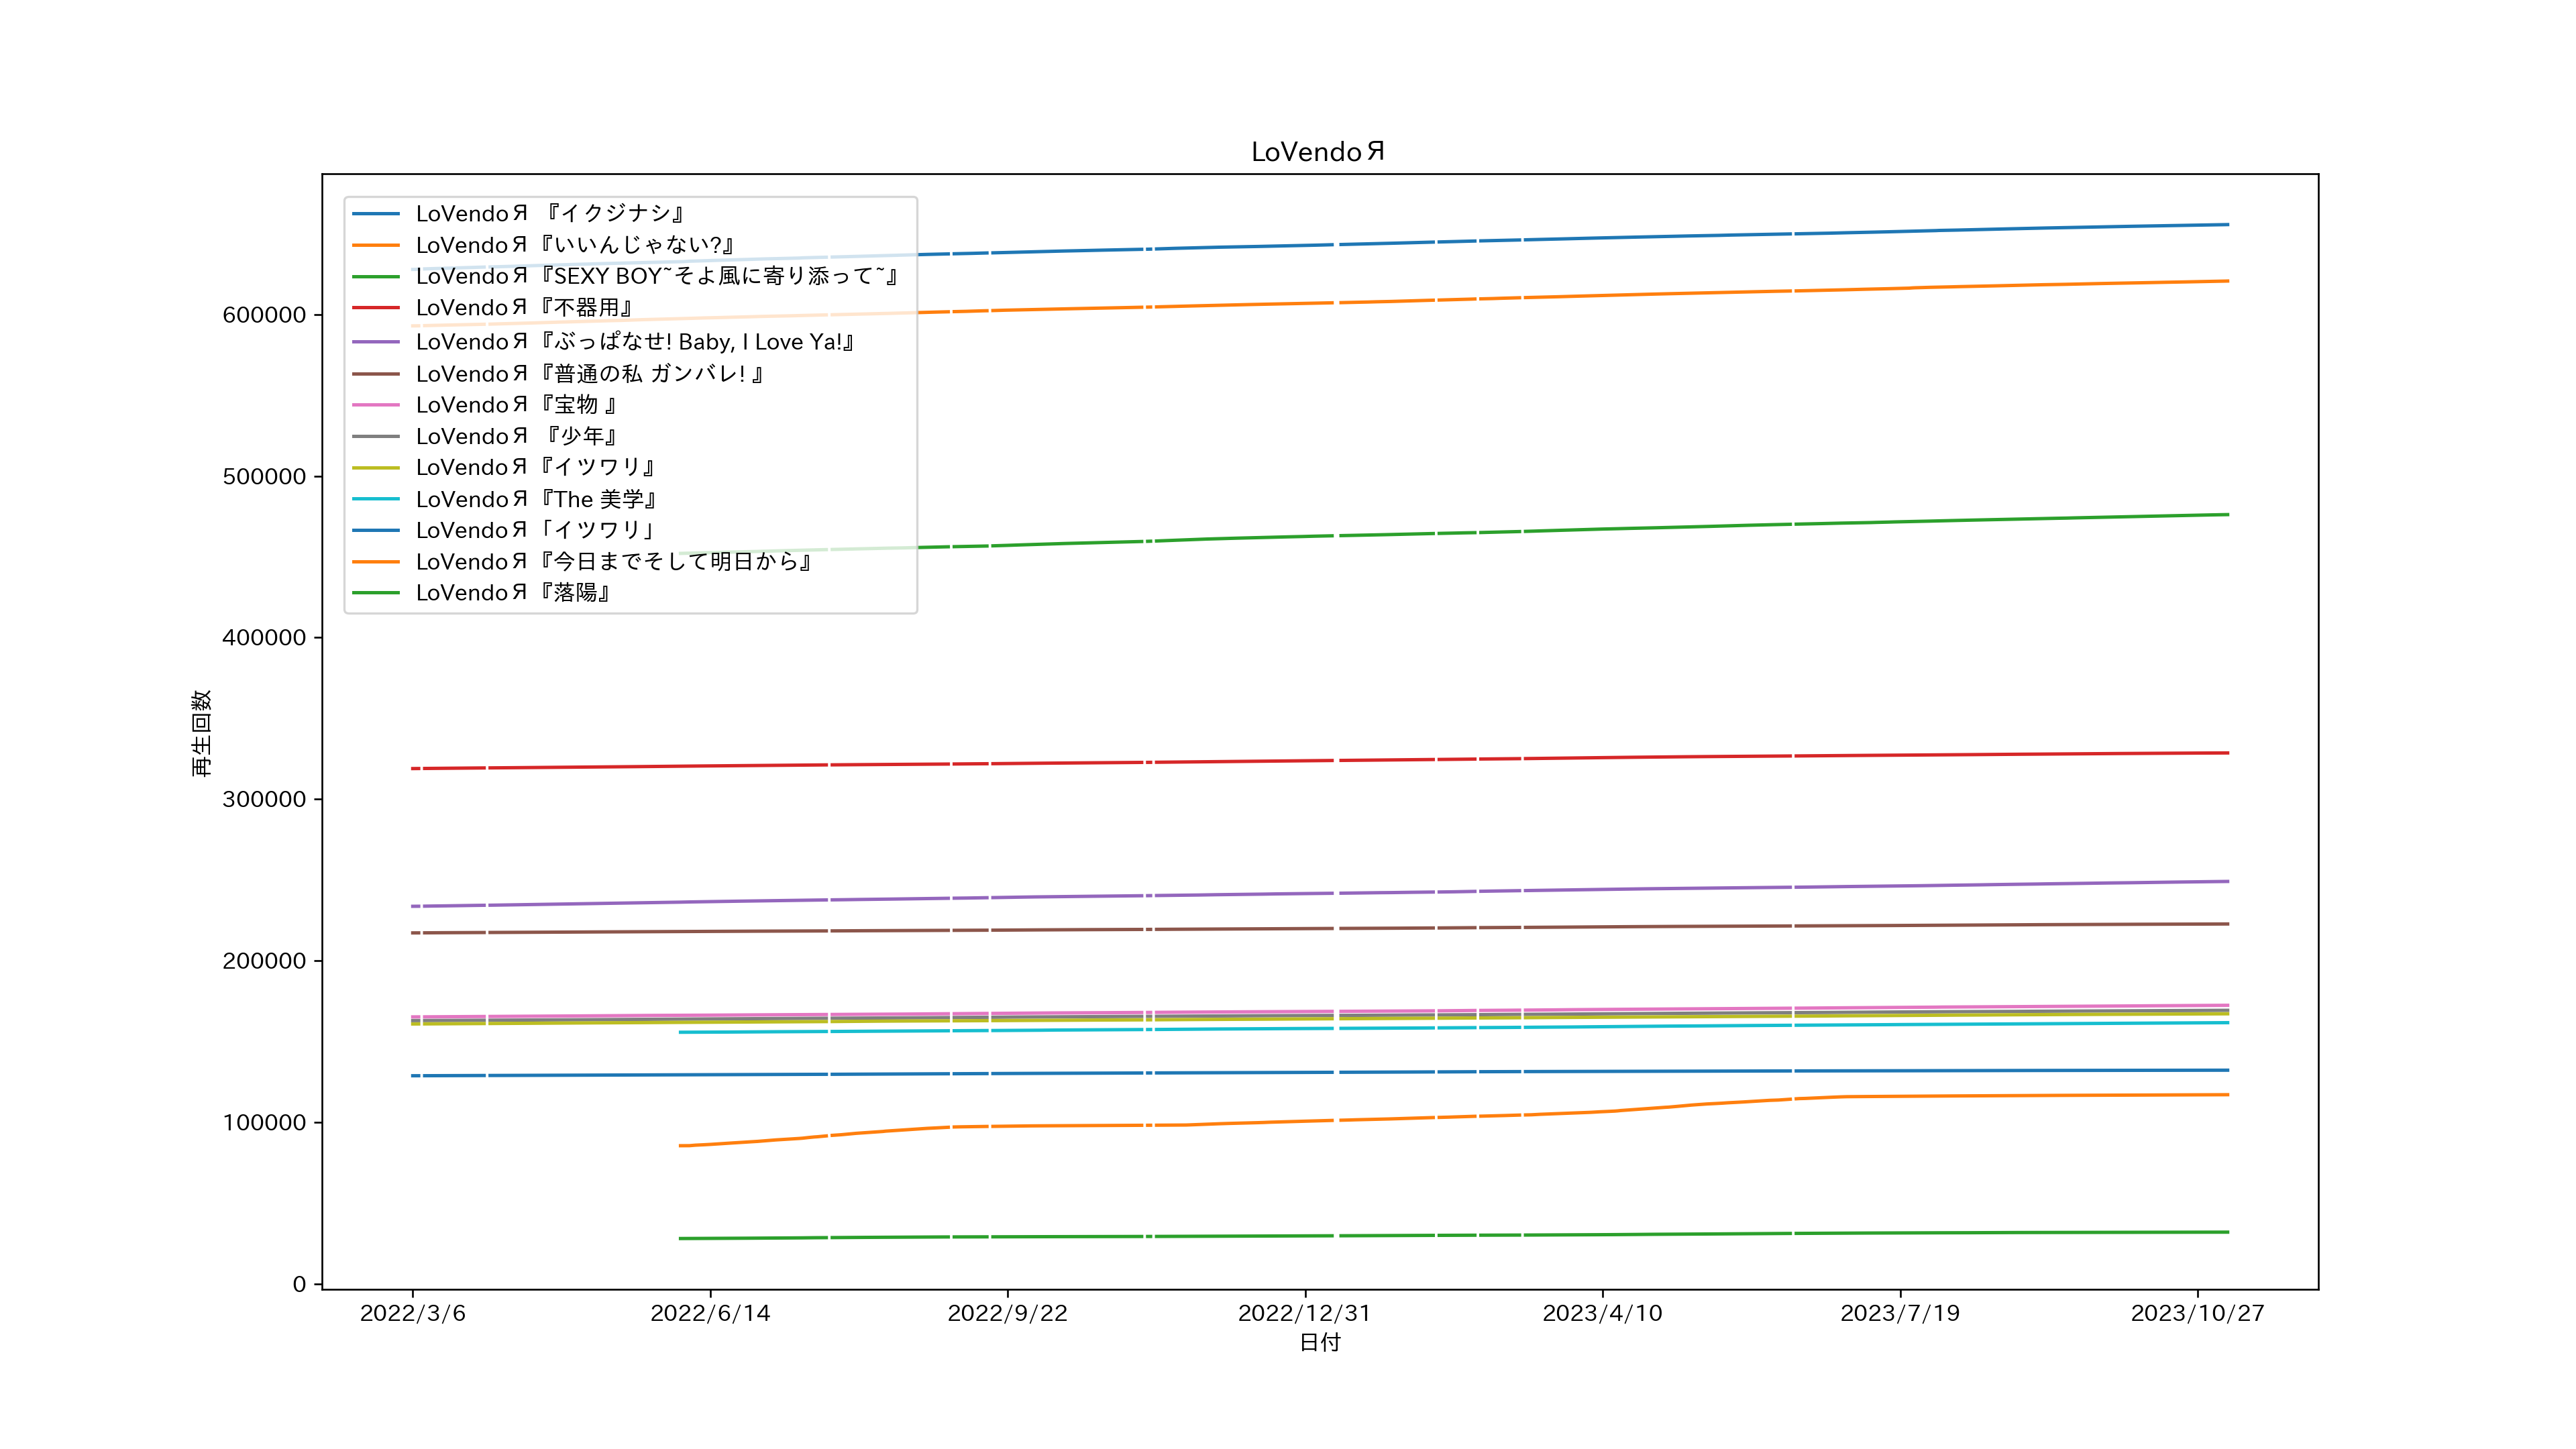 LoVendoЯ
LoVendoЯ 『イクジナシ』
LoVendoЯ『いいんじゃない?』
LoVendoЯ『SEXY BOY~そよ風に寄り添って~』
LoVendoЯ『不器用』
LoVendoЯ『ぶっぱなせ! Baby, I Love Ya!』
LoVendoЯ『普通の私 ガンバレ! 』
LoVendoЯ『宝物 』
LoVendoЯ 『少年』
LoVendoЯ『イツワリ』
LoVendoЯ『The 美学』
LoVendoЯ「イツワリ」
LoVendoЯ『今日までそして明日から』
LoVendoЯ『落陽』
600000
500000
400000
300000
200000
100000
0
再生回数
2022/3/6
2022/6/14
2022/9/22
2022/12/31
2023/4/10
2023/7/19
2023/10/27
日付